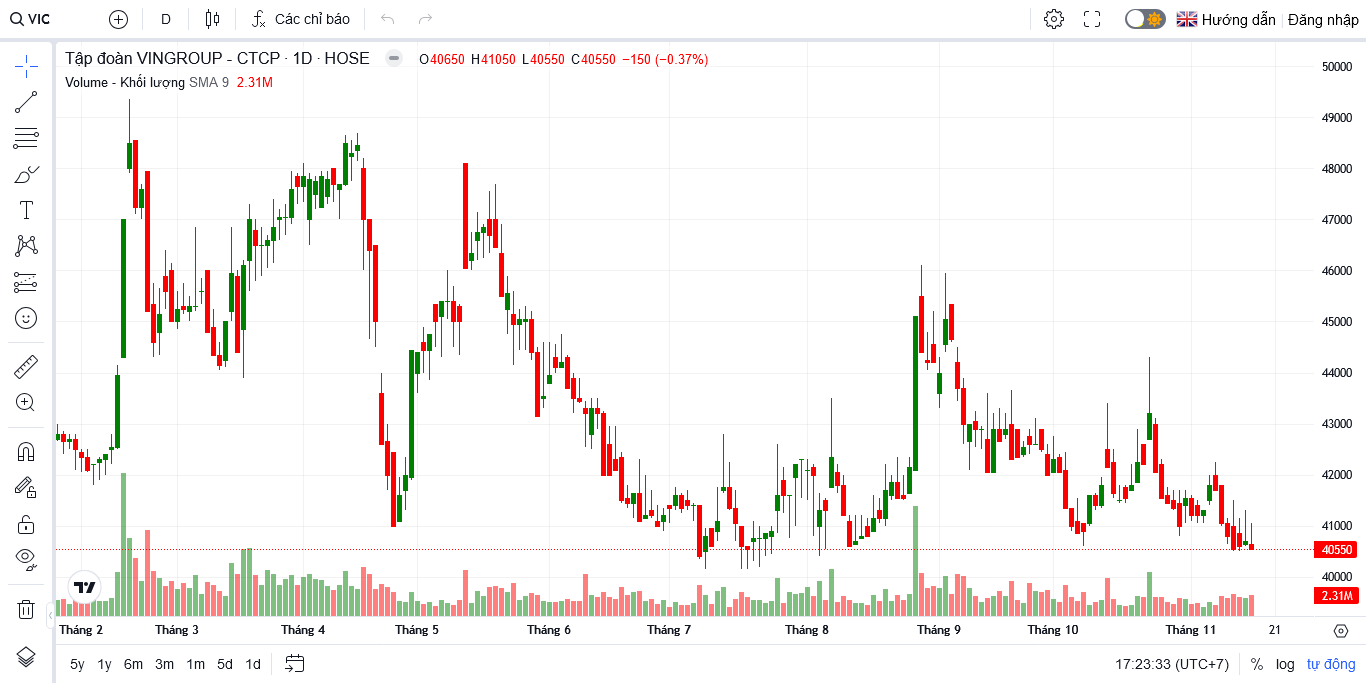 VIC D Các chỉ báo Hướng dẫn Đăng nhập
Tập đoàn VINGROUP - CTCP · 1D · HOSE O40650 H41050 L40550 C40550 −150 (−0.37%)
Volume - Khối lượng SMA 9 2.31M
50000
49000
48000
47000
46000
45000
44000
43000
42000
41000
40550
40000
2.31M
Tháng 2 Tháng 3 Tháng 4 Tháng 5 Tháng 6 Tháng 7 Tháng 8 Tháng 9 Tháng 10 Tháng 11 21
5y 1y 6m 3m 1m 5d 1d 17:23:33 (UTC+7) % log tự động